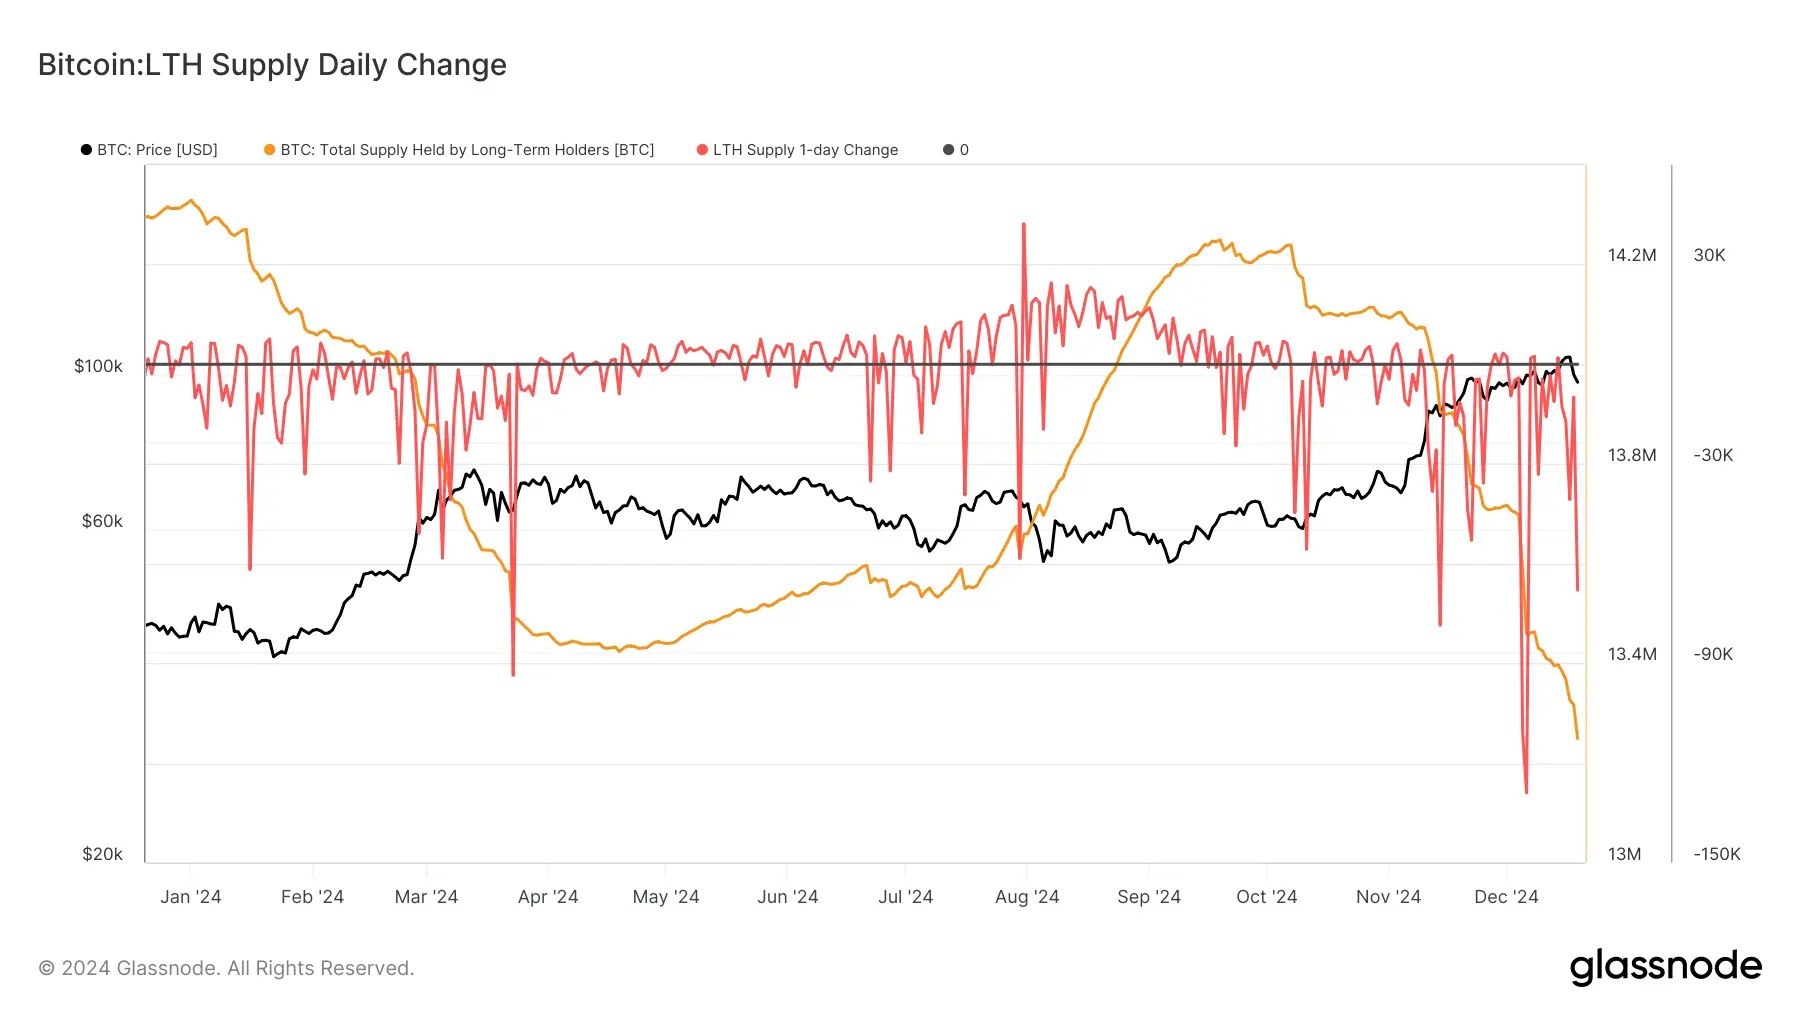 Bitcoin:LTH Supply Daily Change
BTC: Price [USD] BTC: Total Supply Held by Long-Term Holders [BTC] LTH Supply 1-day Change 0
$100k
$60k
$20k
14.2M
13.8M
13.4M
13M
30K
-30K
-90K
-150K
Jan '24 Feb '24 Mar '24 Apr '24 May '24 Jun '24 Jul '24 Aug '24 Sep '24 Oct '24 Nov '24 Dec '24
© 2024 Glassnode. All Rights Reserved.
glassnode